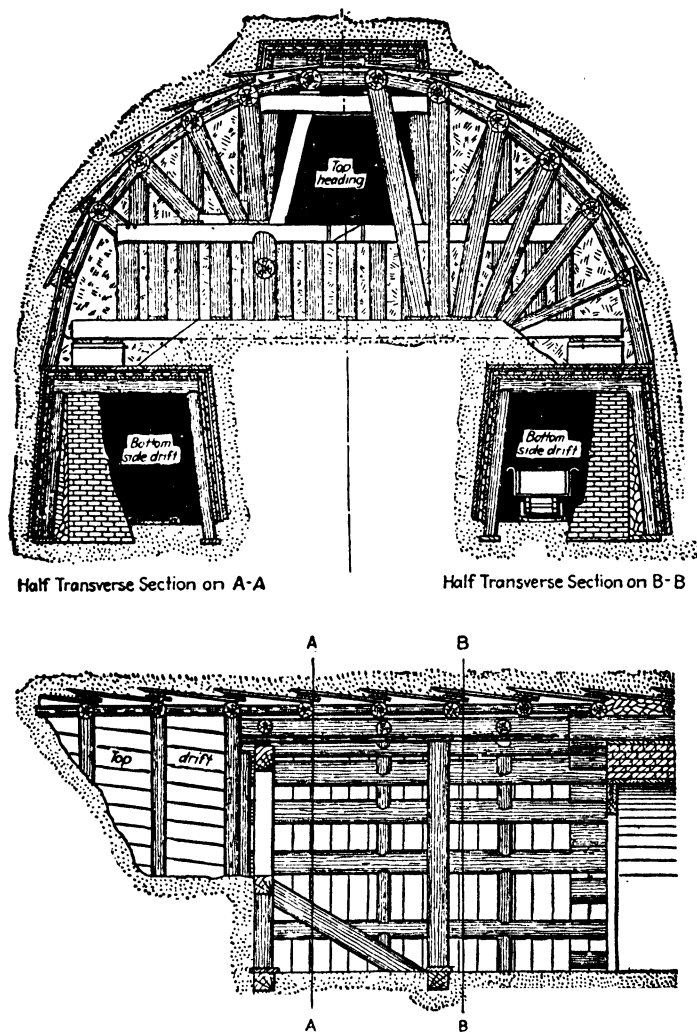 Top
heading
Bottom
side drift
Bottom
side drift
Half Transverse Section on A-A
Half Transverse Section on B-B
A
B
Top drift
A
B